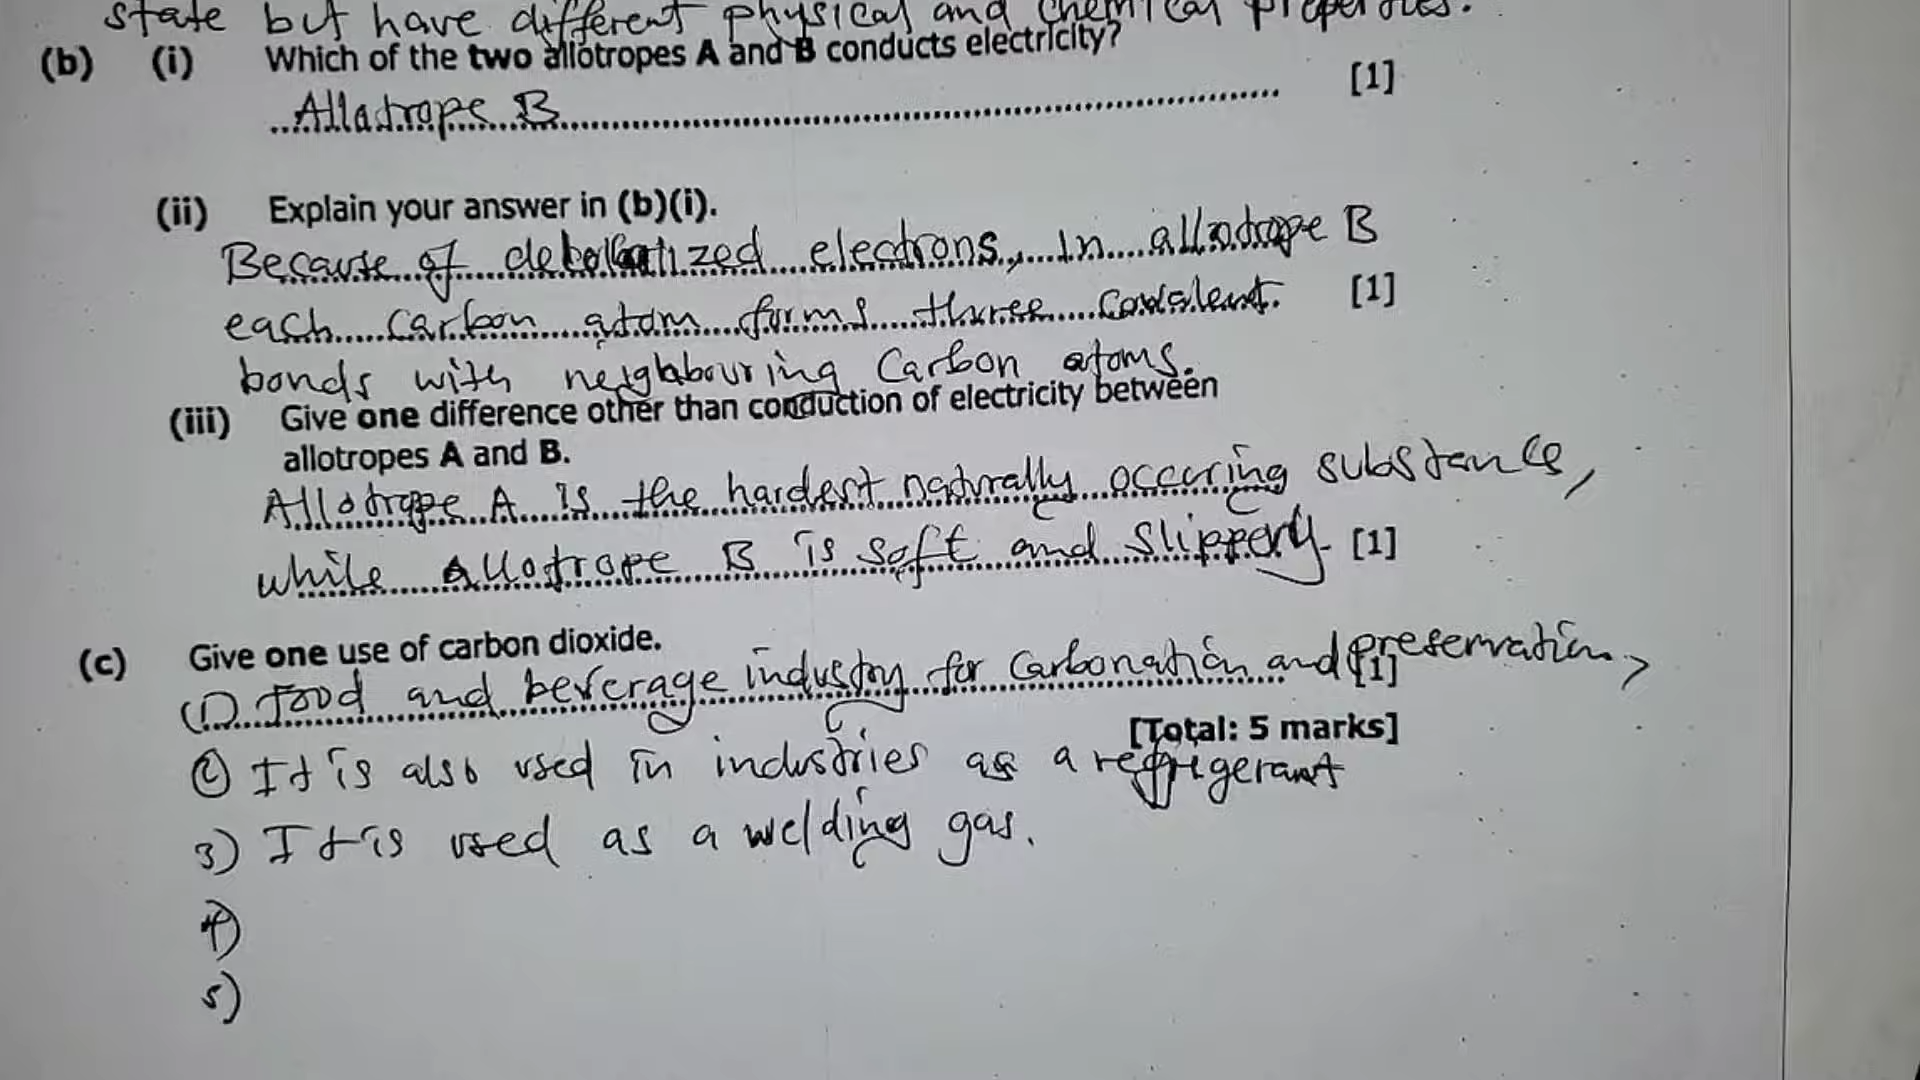 state but have different physical and chemical properties.
(b) (i) Which of the two allotropes A and B conducts electricity?
Allatrope B [1]
(ii) Explain your answer in (b)(i).
Because of electrons, In allotrope B
each Carbon atom forms three Covalent. [1]
bonds with neighbouring Carbon atoms.
(iii) Give one difference other than conduction of electricity between
allotropes A and B.
Allotrope A is the hardest naturally occuring substance,
while allotrope B is soft and slippery. [1]
(c) Give one use of carbon dioxide.
(1) food and beverage industry for Carbonation and preservation, [1]
[Total: 5 marks]
(2) It is also used in industries as a refrigerant
3) It is used as a welding gas.
4)
5)